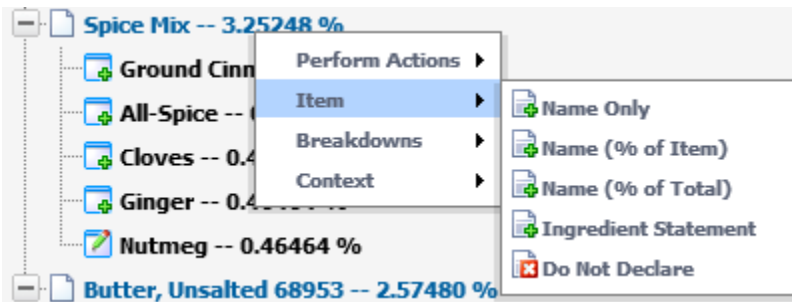 Spice Mix -- 3.25248 %
Ground Cinn
All-Spice --
Cloves -- 0.4
Ginger -- 0.
Nutmeg -- 0.46464 %
Butter, Unsalted 68953 -- 2.57480 %
Perform Actions
Item
Breakdowns
Context
Name Only
Name (% of Item)
Name (% of Total)
Ingredient Statement
Do Not Declare